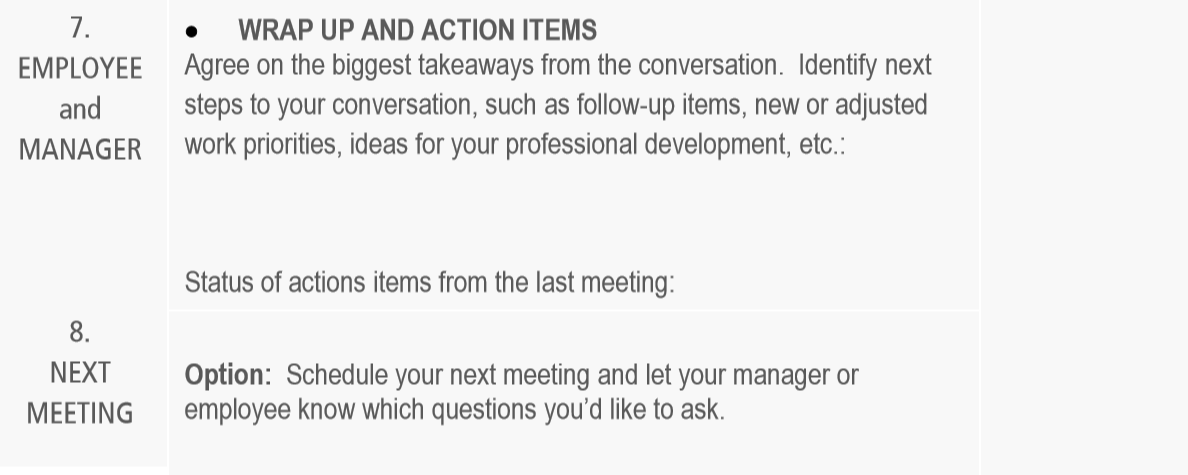 7.
EMPLOYEE
and
MANAGER
● WRAP UP AND ACTION ITEMS
Agree on the biggest takeaways from the conversation.  Identify next
steps to your conversation, such as follow-up items, new or adjusted
work priorities, ideas for your professional development, etc.:
Status of actions items from the last meeting:
8.
NEXT
MEETING
Option:  Schedule your next meeting and let your manager or
employee know which questions you’d like to ask.